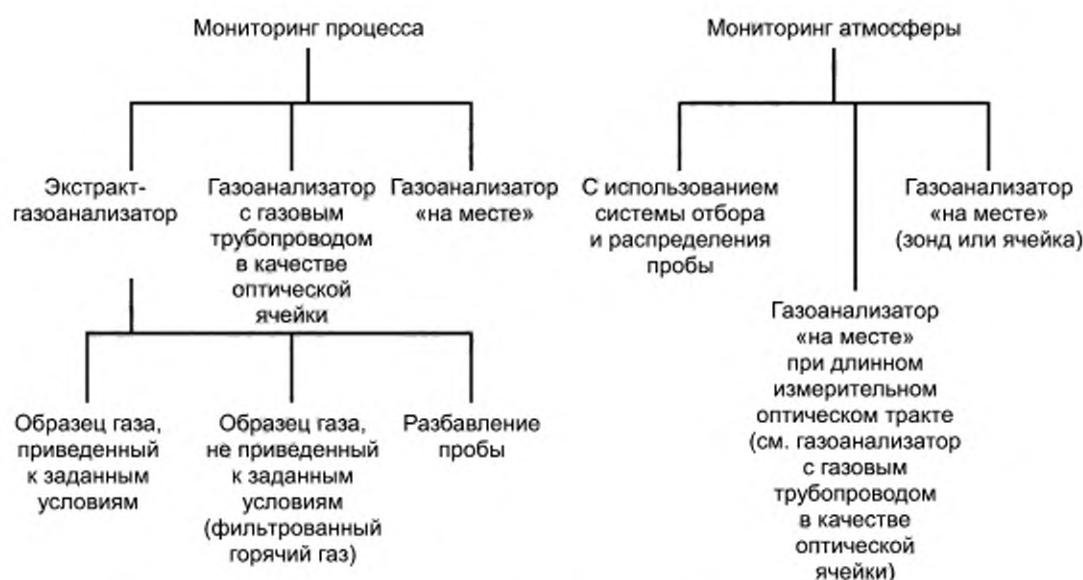 Мониторинг процесса
Экстракт-
газоанализатор
Газоанализатор
с газовым
трубопроводом
в качестве
оптической
ячейки
Газоанализатор
«на месте»
Образец газа,
приведенный
к заданным
условиям
Образец газа,
не приведенный
к заданным
условиям
(фильтрованный
горячий газ)
Разбавление
пробы
Мониторинг атмосферы
С использованием
системы отбора
и распределения
пробы
Газоанализатор
«на месте»
при длинном
измерительном
оптическом тракте
(см. газоанализатор
с газовым
трубопроводом
в качестве
оптической
ячейки)
Газоанализатор
«на месте»
(зонд или ячейка)